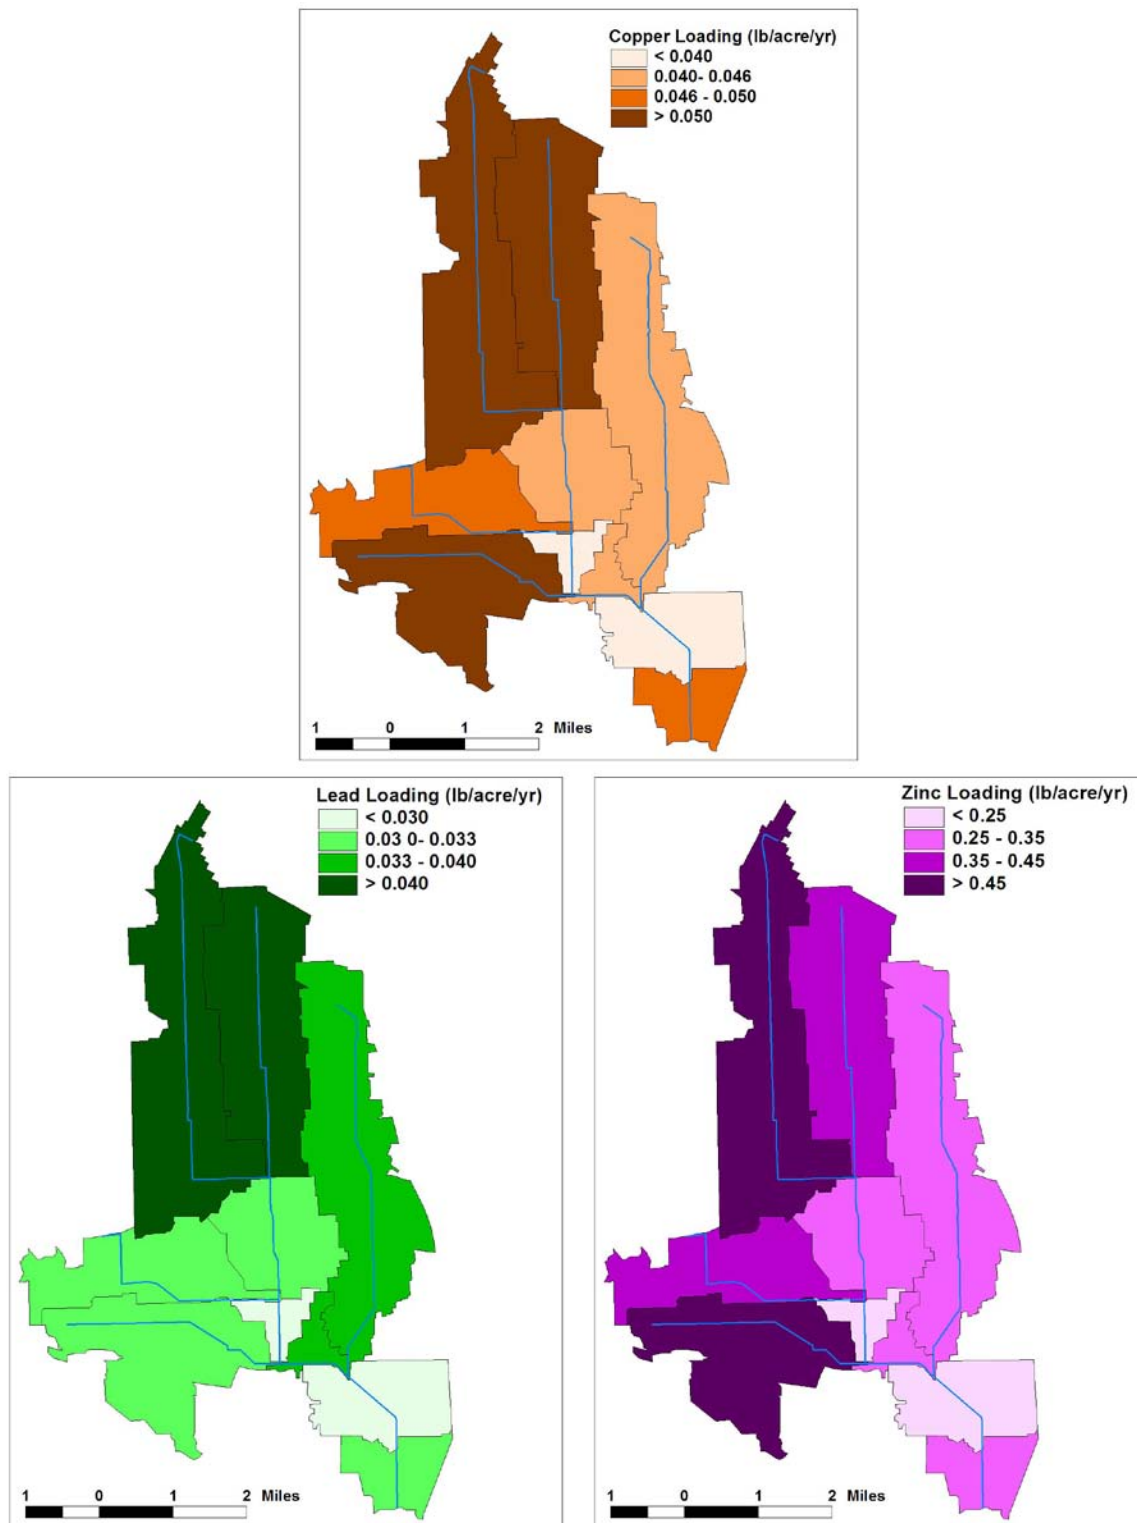 Copper Loading (lb/acre/yr)
< 0.040
0.040- 0.046
0.046 - 0.050
> 0.050
1 0 1 2 Miles
Lead Loading (lb/acre/yr)
< 0.030
0.03 0- 0.033
0.033 - 0.040
> 0.040
1 0 1 2 Miles
Zinc Loading (lb/acre/yr)
< 0.25
0.25 - 0.35
0.35 - 0.45
> 0.45
1 0 1 2 Miles